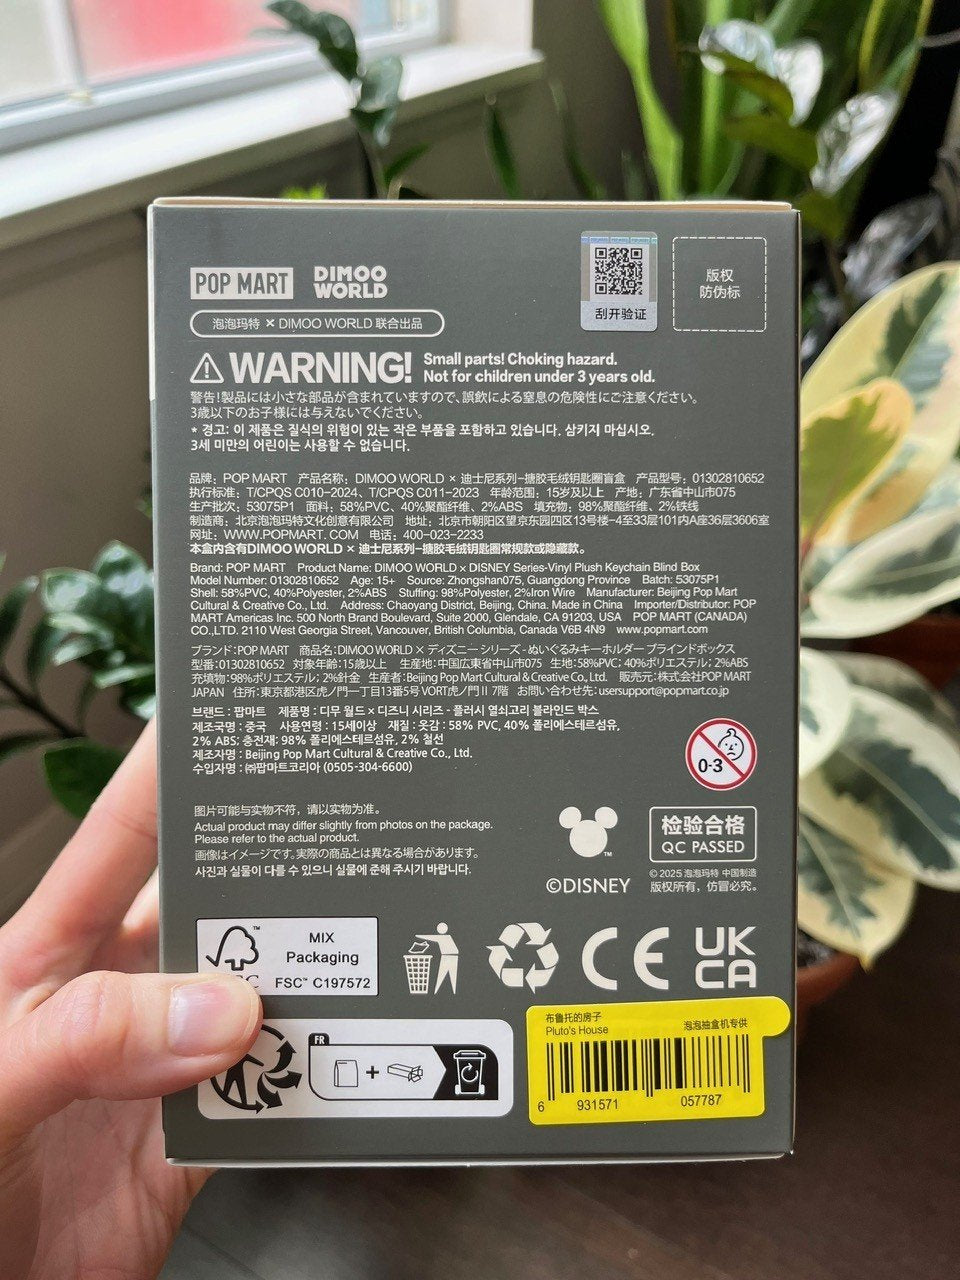 POP MART DIMOO WORLD
泡泡玛特 × DIMOO WORLD 联合出品
刮开验证
版权
防伪标
WARNING! Small parts! Choking hazard.
Not for children under 3 years old.
警告!製品には小さな部品が含まれていますので、誤飲による窒息の危険性にご注意ください。
3歳以下のお子様には与えないでください。
* 경고: 이 제품은 질식의 위험이 있는 작은 부품을 포함하고 있습니다. 삼키지 마십시오.
3세 미만의 어린이는 사용할 수 없습니다.
品牌：POP MART 产品名称：DIMOO WORLD × 迪士尼系列-搪胶毛绒钥匙圈盲盒 产品型号：01302810652
执行标准：T/CPQS C010-2024、T/CPQS C011-2023 年龄范围：15岁及以上 产地：广东省中山市075
生产批次：53075P1 面料：58%PVC、40%聚酯纤维、2%ABS 填充物：98%聚酯纤维、2%铁线
制造商：北京泡泡玛特文化创意有限公司 地址：北京市朝阳区望京东园四区13号楼-4至33层101内A座36层3606室
网址：WWW.POPMART.COM 电话：400-023-2233
本盒内含有DIMOO WORLD × 迪士尼系列-搪胶毛绒钥匙圈常规款或隐藏款。
Brand: POP MART Product Name: DIMOO WORLD × DISNEY Series-Vinyl Plush Keychain Blind Box
Model Number: 01302810652 Age: 15+ Source: Zhongshan075, Guangdong Province Batch: 53075P1
Shell: 58%PVC, 40%Polyester, 2%ABS Stuffing: 98%Polyester, 2%Iron Wire Manufacturer: Beijing Pop Mart
Cultural & Creative Co., Ltd. Address: Chaoyang District, Beijing, China. Made in China Importer/Distributor: POP
MART Americas Inc. 500 North Brand Boulevard, Suite 2000, Glendale, CA 91203, USA POP MART (CANADA)
CO.,LTD. 2110 West Georgia Street, Vancouver, British Columbia, Canada V6B 4N9 www.popmart.com
ブランド：POP MART 商品名：DIMOO WORLD × ディズニー シリーズ - ぬいぐるみキーホルダー ブラインドボックス
型番：01302810652 対象年齢：15歳以上 生産地：中国広東省中山市075 生地：58%PVC; 40%ポリエステル; 2%ABS
充填物：98%ポリエステル; 2%針金 生産者：Beijing Pop Mart Cultural & Creative Co., Ltd. 販売元：株式会社POP MART
JAPAN 住所：東京都港区虎ノ門一丁目13番5号 VORT虎ノ門Ⅱ 7階 お問い合わせ先：usersupport@popmart.co.jp
브랜드 : 팝마트 제품명 : 디무 월드 × 디즈니 시리즈 - 플러시 열쇠고리 블라인드 박스
제조국명 : 중국 사용연령 : 15세이상 재질 : 옷감 : 58% PVC, 40% 폴리에스테르섬유,
2% ABS; 충전재: 98% 폴리에스테르섬유, 2% 철선
제조자명 : Beijing Pop Mart Cultural & Creative Co., Ltd.
수입자명 : ㈜팝마트코리아 (0505-304-6600)
0-3
图片可能与实物不符，请以实物为准。
Actual product may differ slightly from photos on the package.
Please refer to the actual product.
画像はイメージです。実際の商品とは異なる場合があります。
사진과 실물이 다를 수 있으니 실물에 준해 주시기 바랍니다.
TM
©DISNEY
检验合格
QC PASSED
© 2025 泡泡玛特 中国制造
版权所有，仿冒必究。
TM
MIX
Packaging
FSC™ C197572
CE
UK
CA
FR
+
布鲁托的房子
Pluto's House
泡泡抽盒机专供
6 931571 057787